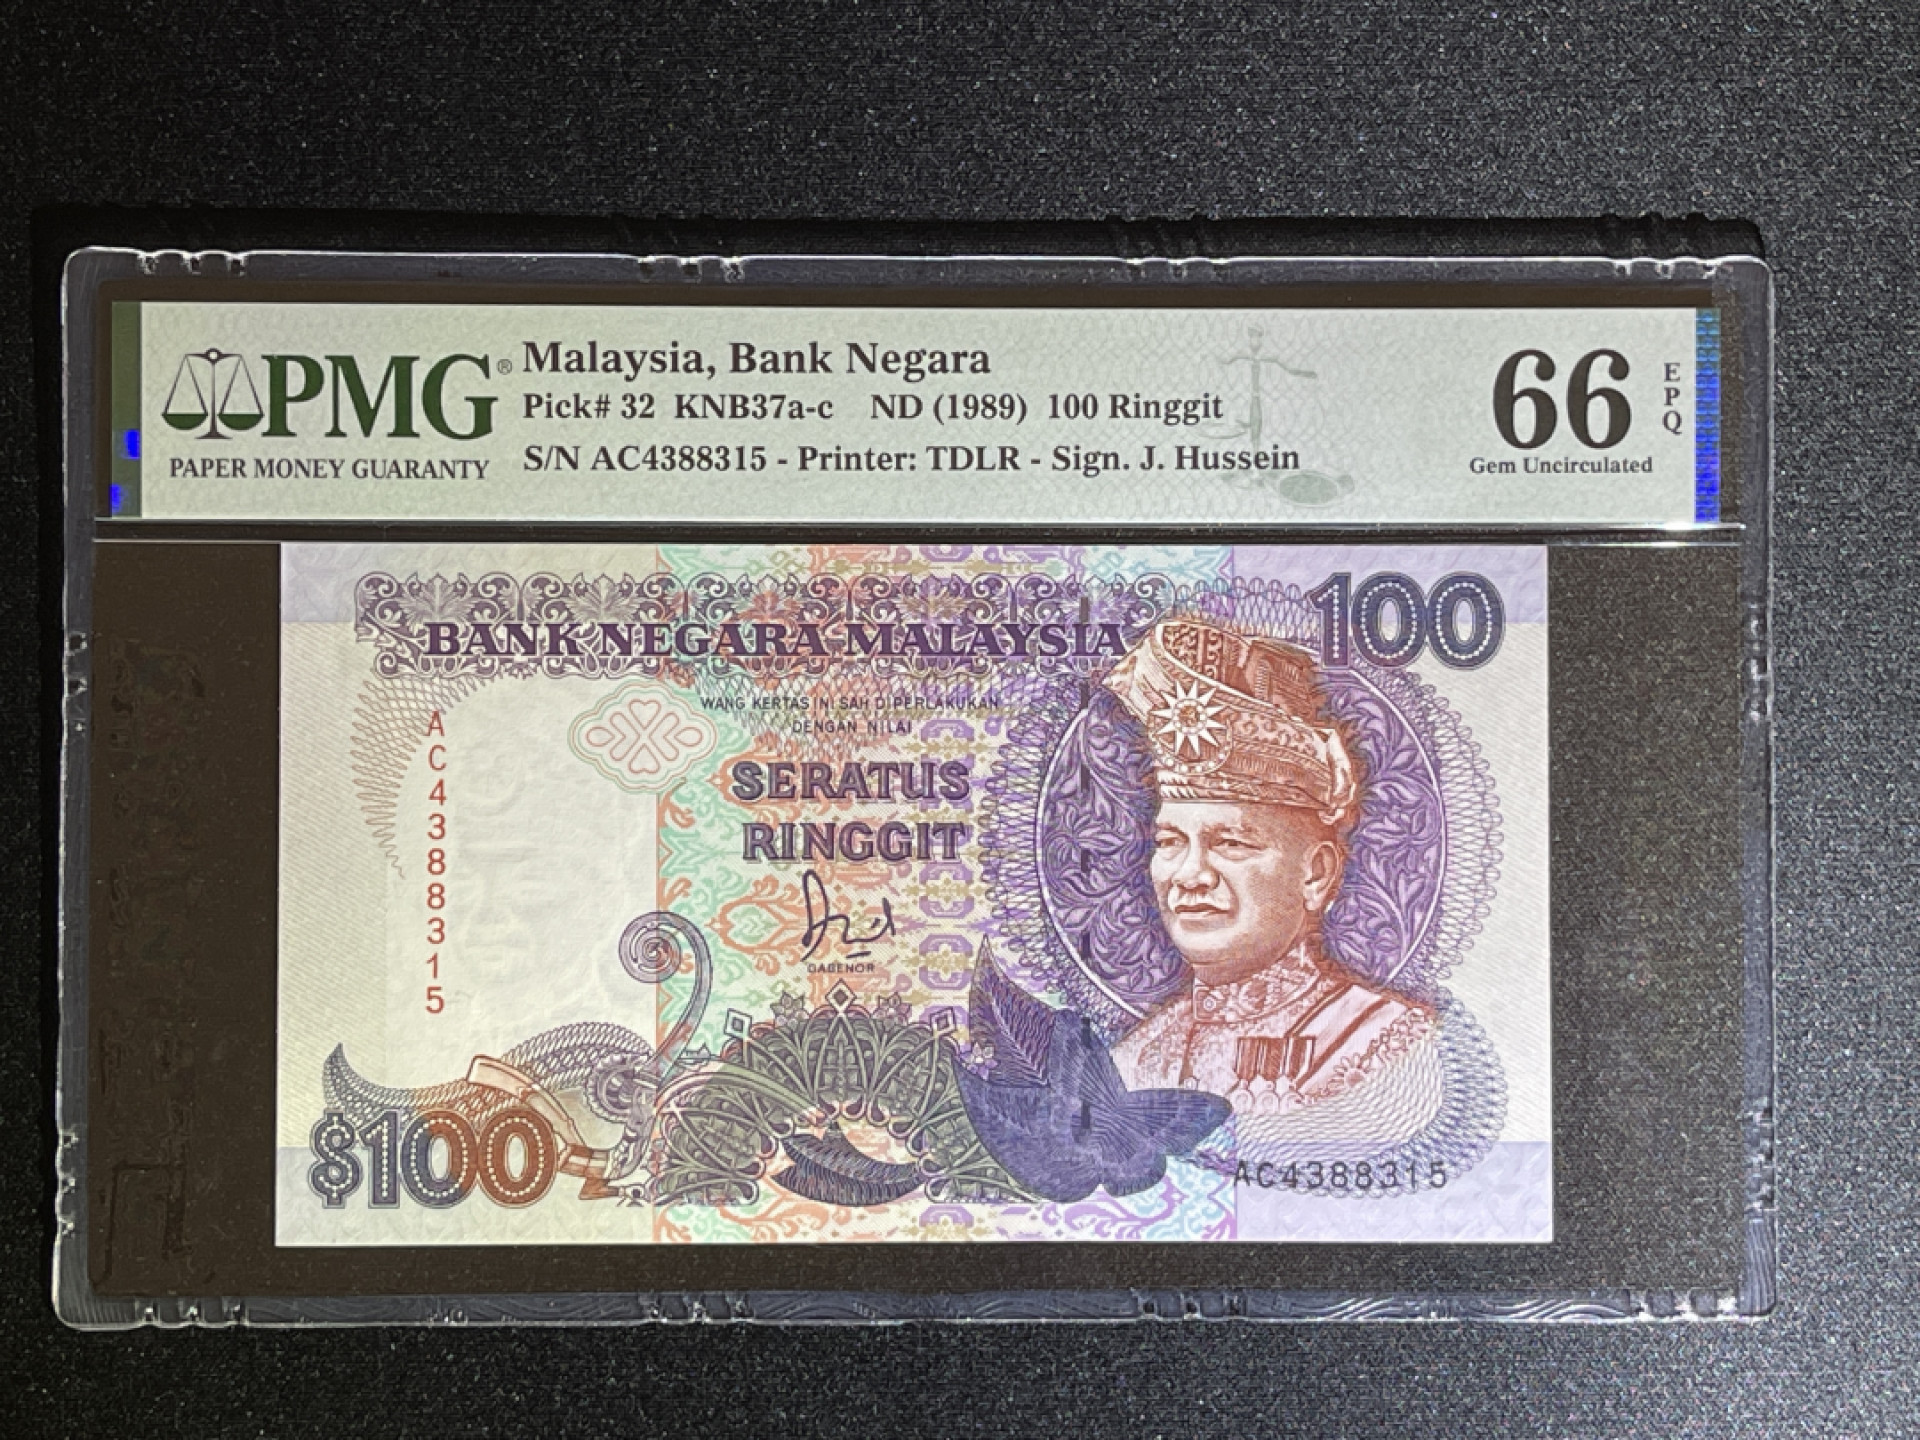 PMG®
PAPER MONEY GUARANTY
Malaysia, Bank Negara
Pick# 32 KNB37a-c ND (1989) 100 Ringgit
S/N AC4388315 - Printer: TDLR - Sign. J. Hussein
66
EPQ
Gem Uncirculated
BANK NEGARA MALAYSIA
100
WANG KERTAS INI SAH DIPERLAKUKAN
DENGAN NILAI
SERATUS
RINGGIT
GABENOR
AC4388315
$100
AC4388315